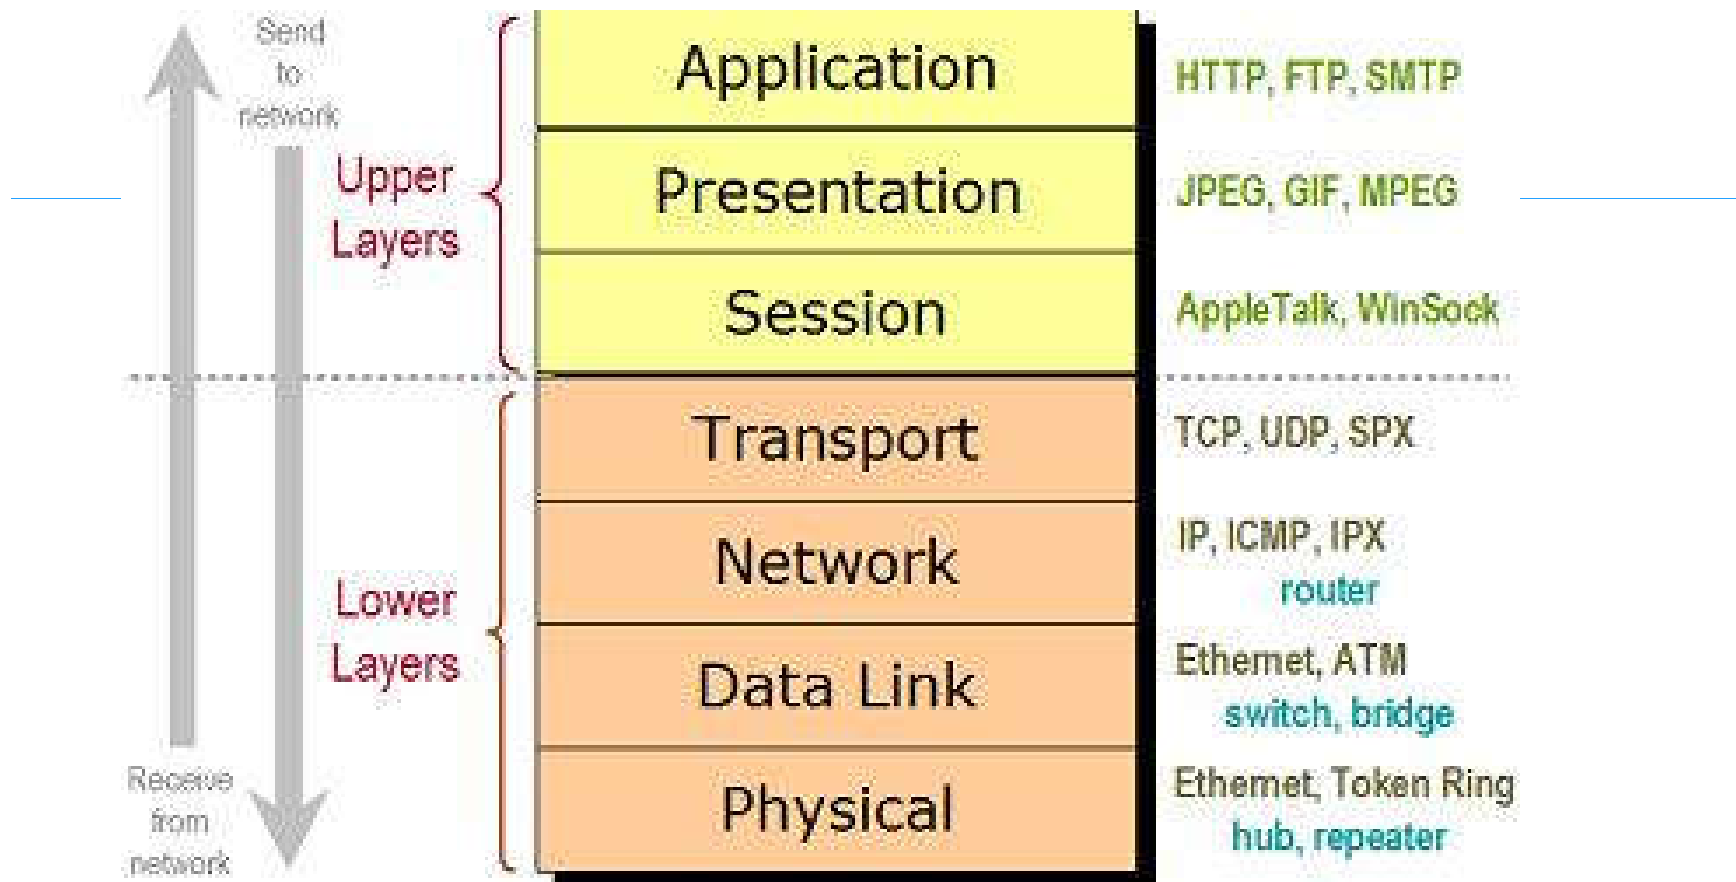 Send
to
network
Upper
Layers
Application
HTTP, FTP, SMTP
Presentation
JPEG, GIF, MPEG
Session
AppleTalk, WinSock
Transport
TCP, UDP, SPX
Lower
Layers
Network
IP, ICMP, IPX
router
Data Link
Ethernet, ATM
switch, bridge
Physical
Ethernet, Token Ring
hub, repeater
Receive
from
network